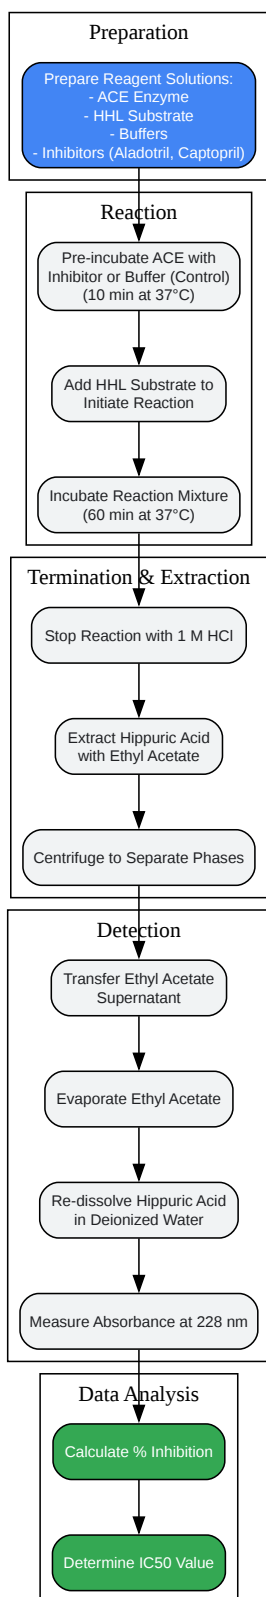 Preparation
Prepare Reagent Solutions:
- ACE Enzyme
- HHL Substrate
- Buffers
- Inhibitors (Aladotril, Captopril)
Reaction
Pre-incubate ACE with
Inhibitor or Buffer (Control)
(10 min at 37°C)
Add HHL Substrate to
Initiate Reaction
Incubate Reaction Mixture
(60 min at 37°C)
Termination & Extraction
Stop Reaction with 1 M HCl
Extract Hippuric Acid
with Ethyl Acetate
Centrifuge to Separate Phases
Detection
Transfer Ethyl Acetate
Supernatant
Evaporate Ethyl Acetate
Re-dissolve Hippuric Acid
in Deionized Water
Measure Absorbance at 228 nm
Data Analysis
Calculate % Inhibition
Determine IC50 Value